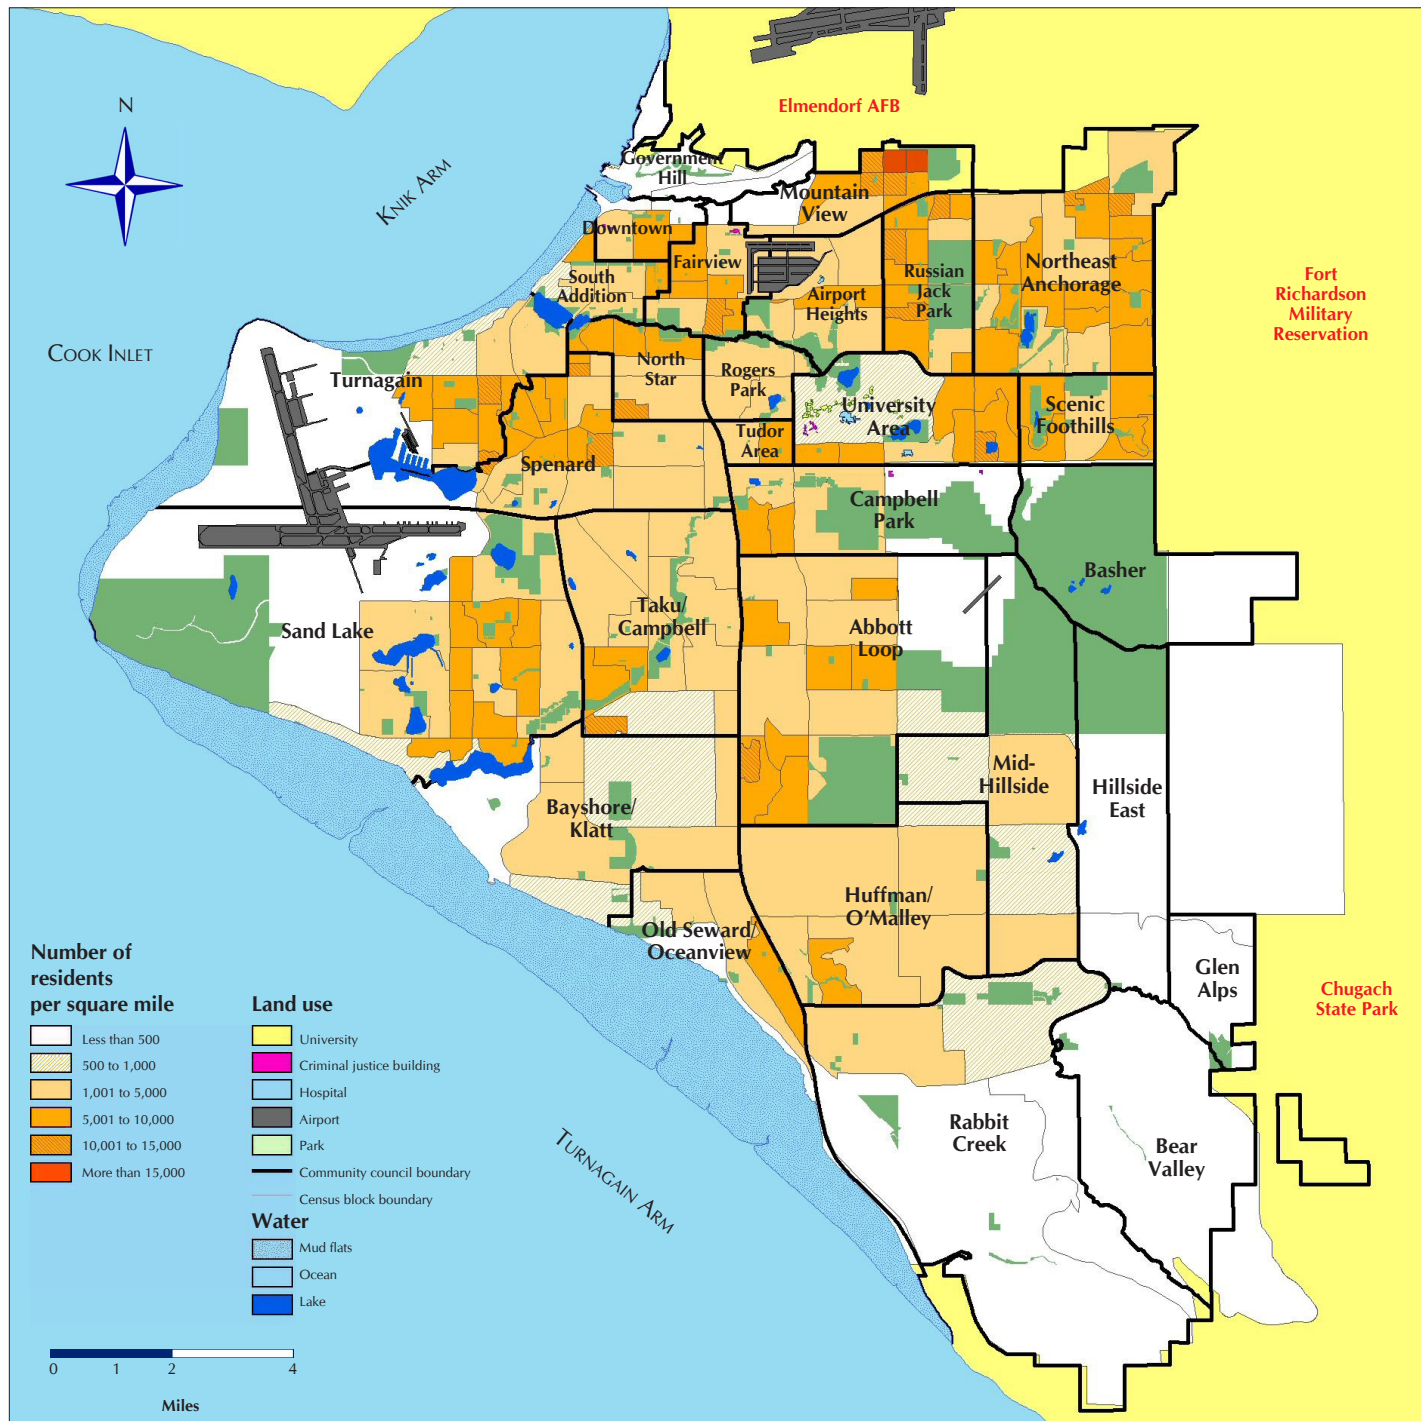 Elmendorf AFB
N
Government
Hill
KNIK ARM
Mountain
View
Downtown
Fairview
South
Addition
Russian
Jack
Park
Northeast
Anchorage
Airport
Heights
Fort
Richardson
Military
Reservation
COOK INLET
Turnagain
North
Star
Rogers
Park
University
Area
Scenic
Foothills
Tudor
Area
Spenard
Campbell
Park
Basher
Sand Lake
Taku/
Campbell
Abbott
Loop
Mid-
Hillside
Hillside
East
Bayshore/
Klatt
Huffman/
O'Malley
Old Seward/
Oceanview
Glen
Alps
Chugach
State Park
Rabbit
Creek
Bear
Valley
TURNAGAIN ARM
Number of
residents
per square mile
Less than 500
500 to 1,000
1,001 to 5,000
5,001 to 10,000
10,001 to 15,000
More than 15,000
Land use
University
Criminal justice building
Hospital
Airport
Park
Community council boundary
Census block boundary
Water
Mud flats
Ocean
Lake
0 1 2 4
Miles